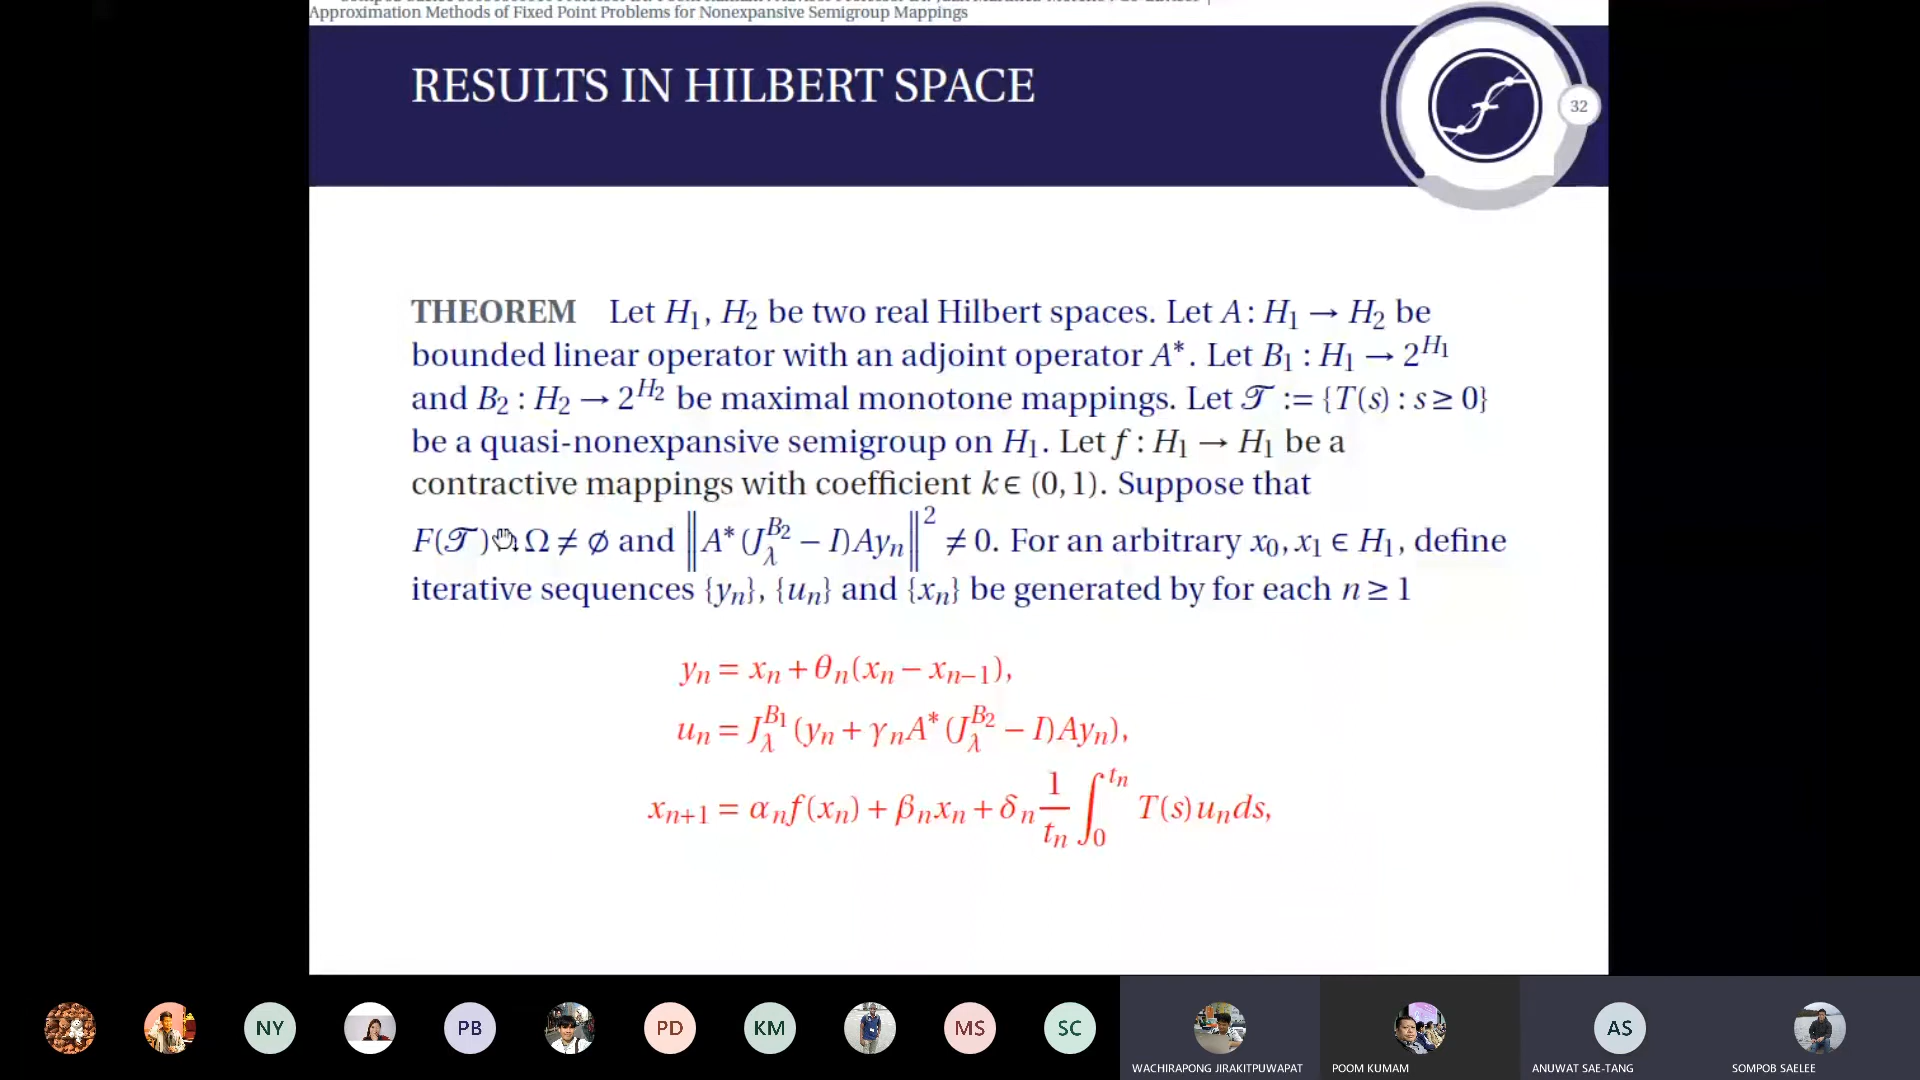 Approximation Methods of Fixed Point Problems for Nonexpansive Semigroup Mappings
RESULTS IN HILBERT SPACE
32
THEOREM Let H₁, H₂ be two real Hilbert spaces. Let A : H₁ → H₂ be
bounded linear operator with an adjoint operator A*. Let B₁ : H₁ → 2^{H₁}
and B₂ : H₂ → 2^{H₂} be maximal monotone mappings. Let 𝒯 := {T(s) : s ≥ 0}
be a quasi-nonexpansive semigroup on H₁. Let f : H₁ → H₁ be a
contractive mappings with coefficient k ∈ (0, 1). Suppose that
F(𝒯) Ω ≠ ∅ and ‖A*(J_λ^{B₂} − I)Ay_n‖² ≠ 0. For an arbitrary x₀, x₁ ∈ H₁, define
iterative sequences {y_n}, {u_n} and {x_n} be generated by for each n ≥ 1
y_n = x_n + θ_n(x_n − x_{n−1}),
u_n = J_λ^{B₁}(y_n + γ_n A*(J_λ^{B₂} − I)Ay_n),
x_{n+1} = α_n f(x_n) + β_n x_n + δ_n \frac{1}{t_n} ∫_0^{t_n} T(s)u_n ds,
NY
PB
PD
KM
MS
SC
AS
WACHIRAPONG JIRAKITPUWAPAT
POOM KUMAM
ANUWAT SAE-TANG
SOMPOB SAELEE